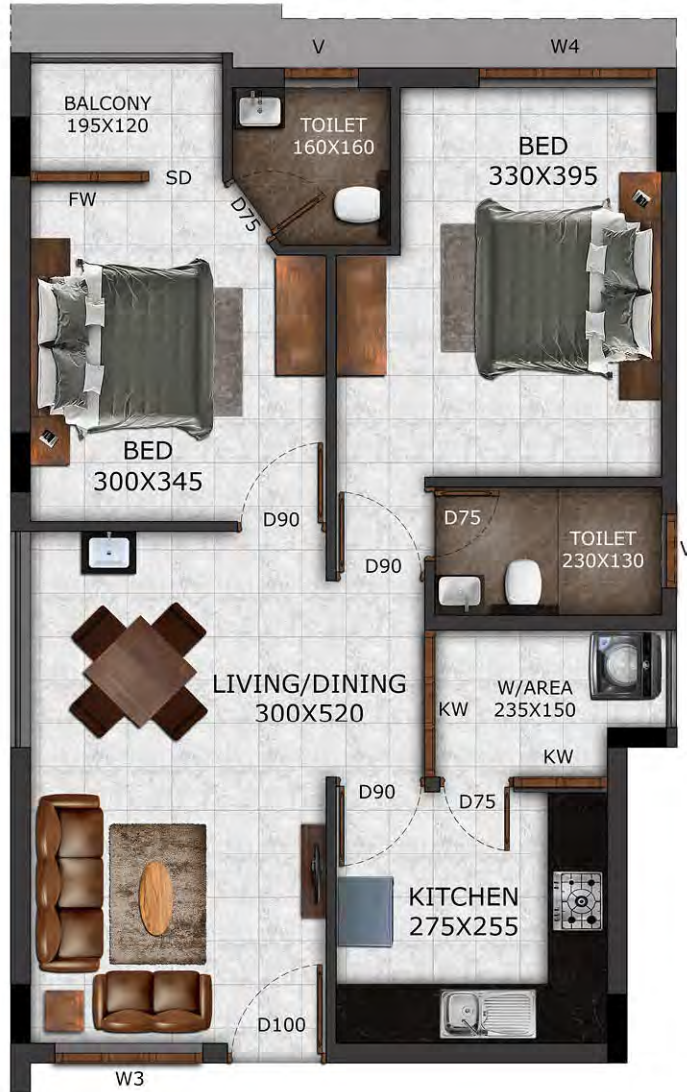 V
W4
BALCONY
195X120
TOILET
160X160
BED
330X395
SD
FW
D75
BED
300X345
D90
D75
TOILET
230X130
V
D90
LIVING/DINING
300X520
W/AREA
235X150
KW
KW
D90
D75
KITCHEN
275X255
D100
W3